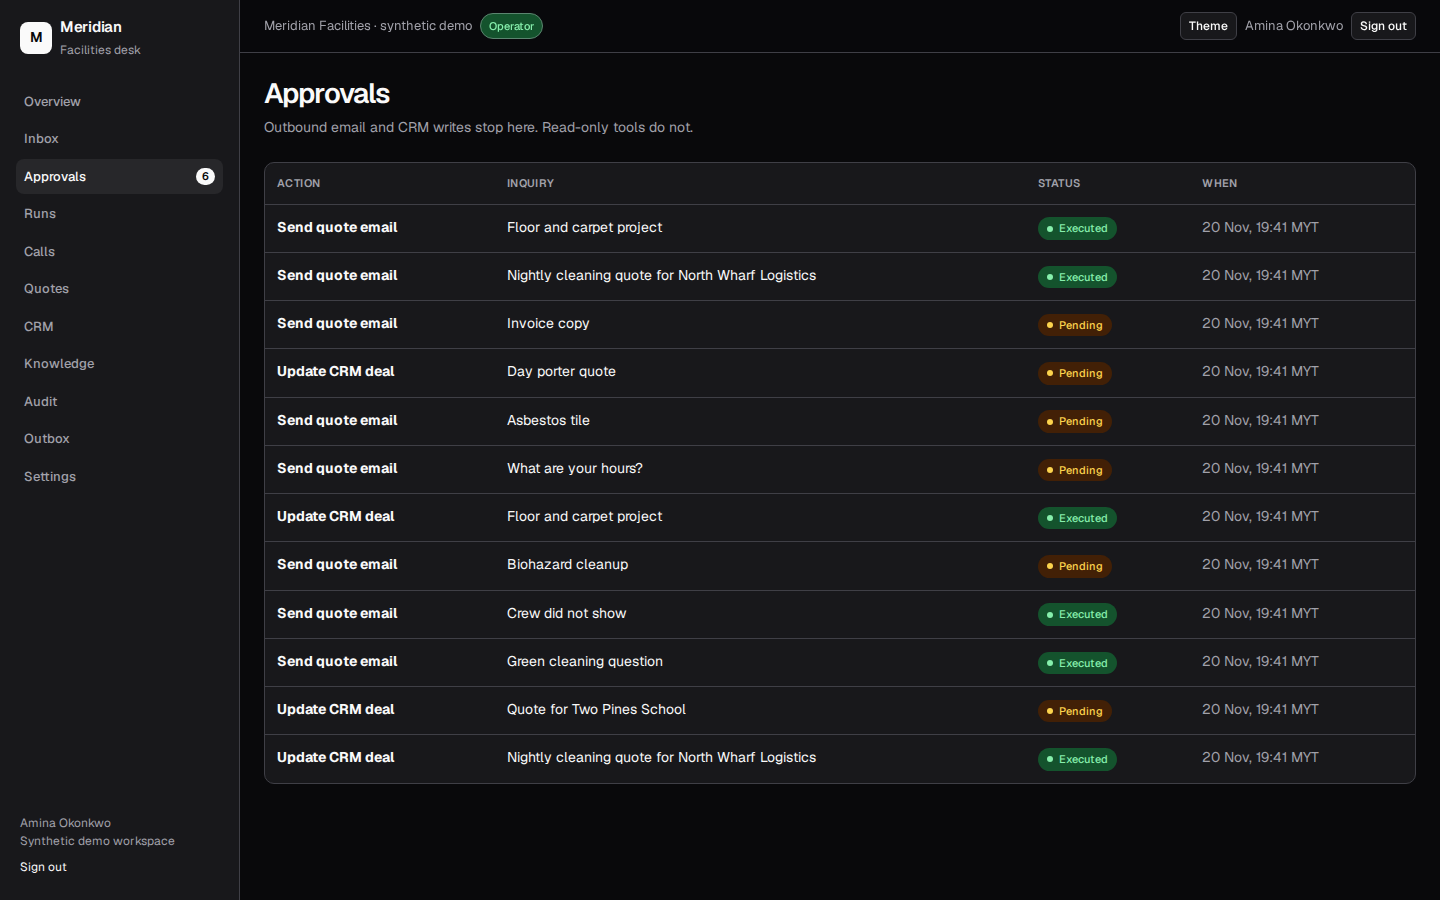 M
Meridian
Facilities desk
Overview
Inbox
Approvals 6
Runs
Calls
Quotes
CRM
Knowledge
Audit
Outbox
Settings
Amina Okonkwo
Synthetic demo workspace
Sign out
Meridian Facilities · synthetic demo Operator
Theme Amina Okonkwo Sign out
Approvals
Outbound email and CRM writes stop here. Read-only tools do not.
ACTION INQUIRY STATUS WHEN
Send quote email Floor and carpet project Executed 20 Nov, 19:41 MYT
Send quote email Nightly cleaning quote for North Wharf Logistics Executed 20 Nov, 19:41 MYT
Send quote email Invoice copy Pending 20 Nov, 19:41 MYT
Update CRM deal Day porter quote Pending 20 Nov, 19:41 MYT
Send quote email Asbestos tile Pending 20 Nov, 19:41 MYT
Send quote email What are your hours? Pending 20 Nov, 19:41 MYT
Update CRM deal Floor and carpet project Executed 20 Nov, 19:41 MYT
Send quote email Biohazard cleanup Pending 20 Nov, 19:41 MYT
Send quote email Crew did not show Executed 20 Nov, 19:41 MYT
Send quote email Green cleaning question Executed 20 Nov, 19:41 MYT
Update CRM deal Quote for Two Pines School Pending 20 Nov, 19:41 MYT
Update CRM deal Nightly cleaning quote for North Wharf Logistics Executed 20 Nov, 19:41 MYT